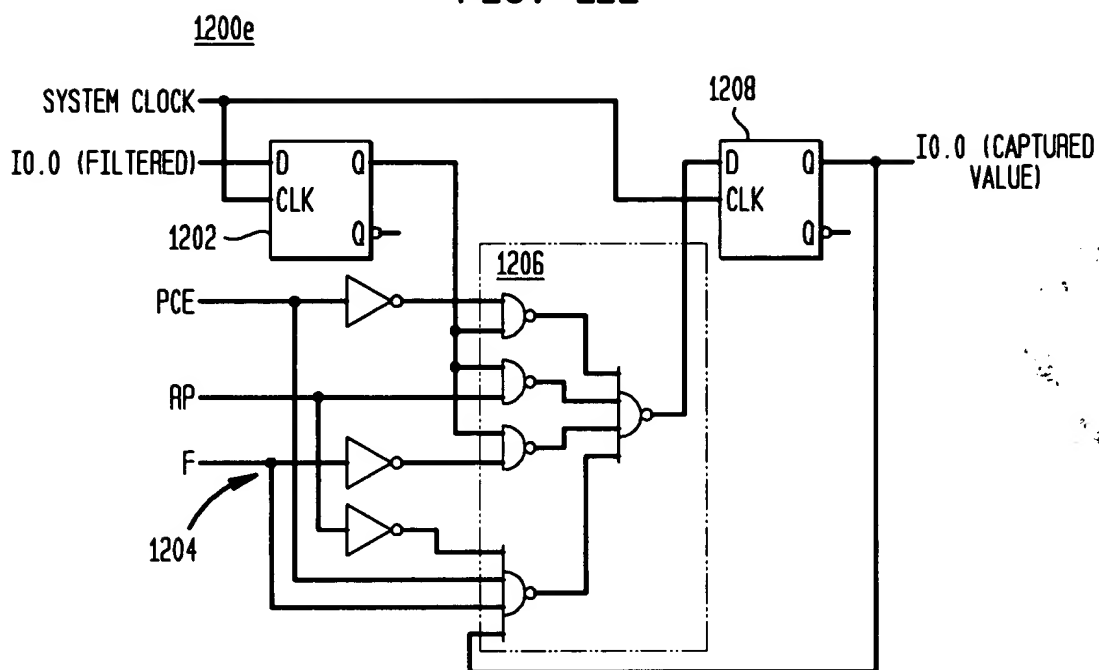 1200e
SYSTEM CLOCK
1208
I0.0 (FILTERED)
D
Q
D
Q
I0.0 (CAPTURED
VALUE)
CLK
CLK
1202
Q
Q
1206
PCE
AP
F
1204